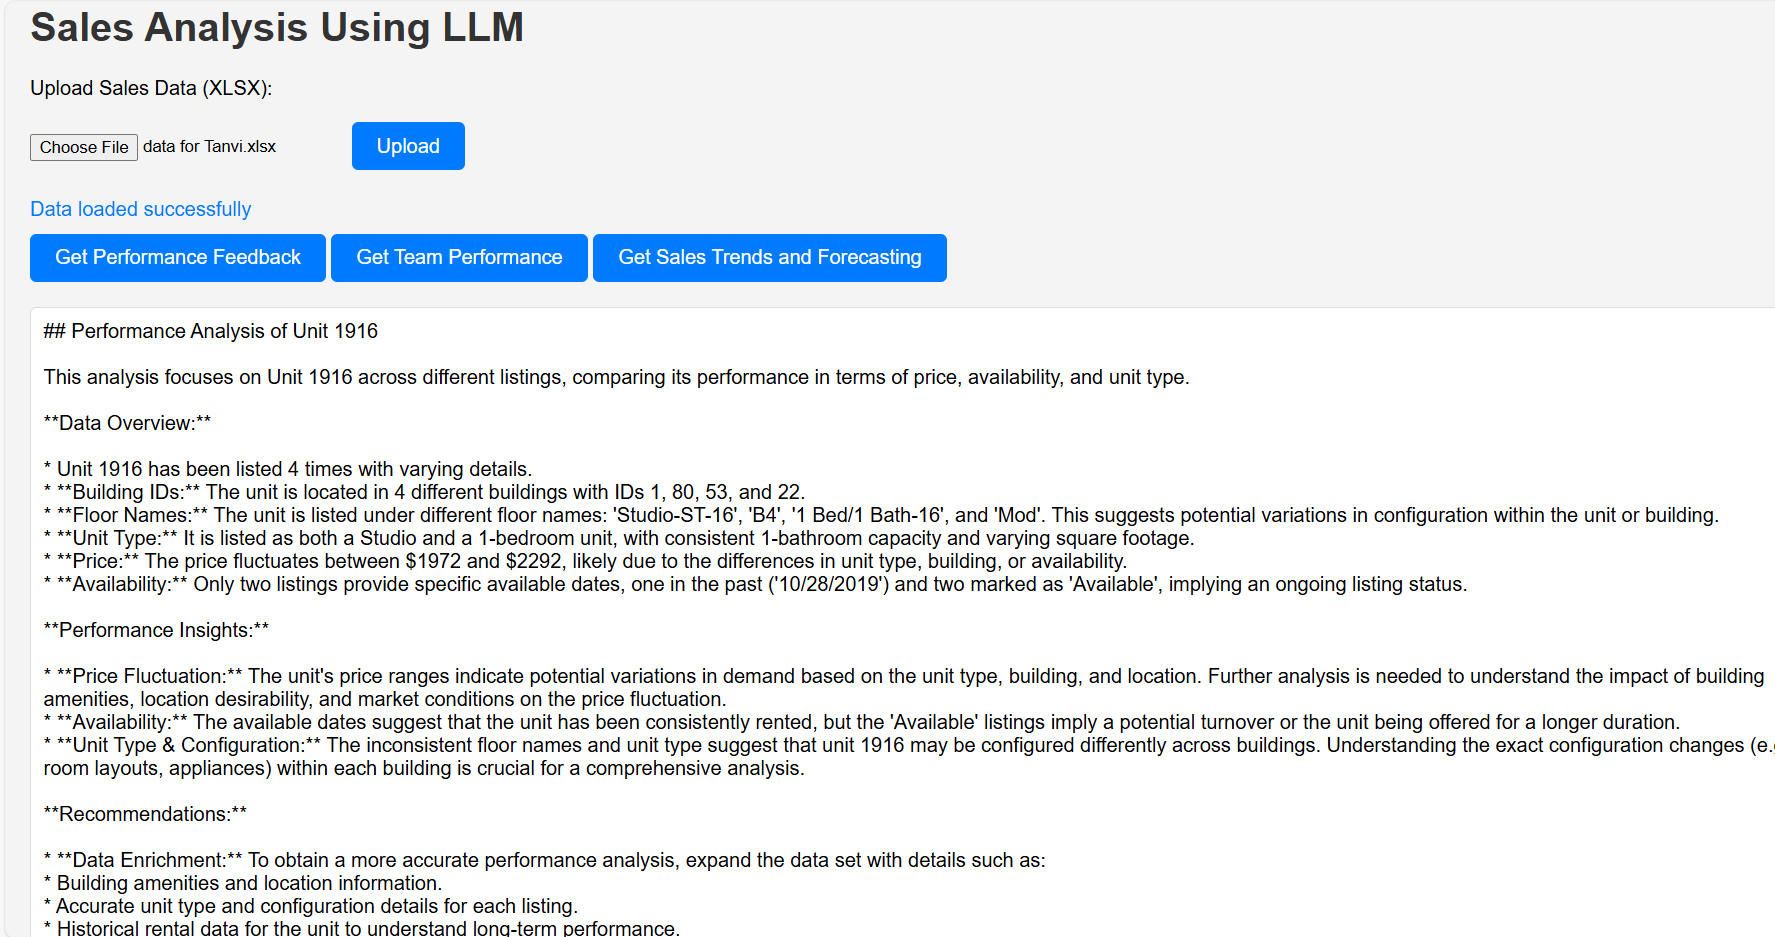 Sales Analysis Using LLM
Upload Sales Data (XLSX):
Choose File data for Tanvi.xlsx Upload
Data loaded successfully
Get Performance Feedback Get Team Performance Get Sales Trends and Forecasting
## Performance Analysis of Unit 1916
This analysis focuses on Unit 1916 across different listings, comparing its performance in terms of price, availability, and unit type.
**Data Overview:**
* Unit 1916 has been listed 4 times with varying details.
* **Building IDs:** The unit is located in 4 different buildings with IDs 1, 80, 53, and 22.
* **Floor Names:** The unit is listed under different floor names: 'Studio-ST-16', 'B4', '1 Bed/1 Bath-16', and 'Mod'. This suggests potential variations in configuration within the unit or building.
* **Unit Type:** It is listed as both a Studio and a 1-bedroom unit, with consistent 1-bathroom capacity and varying square footage.
* **Price:** The price fluctuates between $1972 and $2292, likely due to the differences in unit type, building, or availability.
* **Availability:** Only two listings provide specific available dates, one in the past ('10/28/2019') and two marked as 'Available', implying an ongoing listing status.
**Performance Insights:**
* **Price Fluctuation:** The unit's price ranges indicate potential variations in demand based on the unit type, building, and location. Further analysis is needed to understand the impact of building
amenities, location desirability, and market conditions on the price fluctuation.
* **Availability:** The available dates suggest that the unit has been consistently rented, but the 'Available' listings imply a potential turnover or the unit being offered for a longer duration.
* **Unit Type & Configuration:** The inconsistent floor names and unit type suggest that unit 1916 may be configured differently across buildings. Understanding the exact configuration changes (e.
room layouts, appliances) within each building is crucial for a comprehensive analysis.
**Recommendations:**
* **Data Enrichment:** To obtain a more accurate performance analysis, expand the data set with details such as:
* Building amenities and location information.
* Accurate unit type and configuration details for each listing.
* Historical rental data for the unit to understand long-term performance.